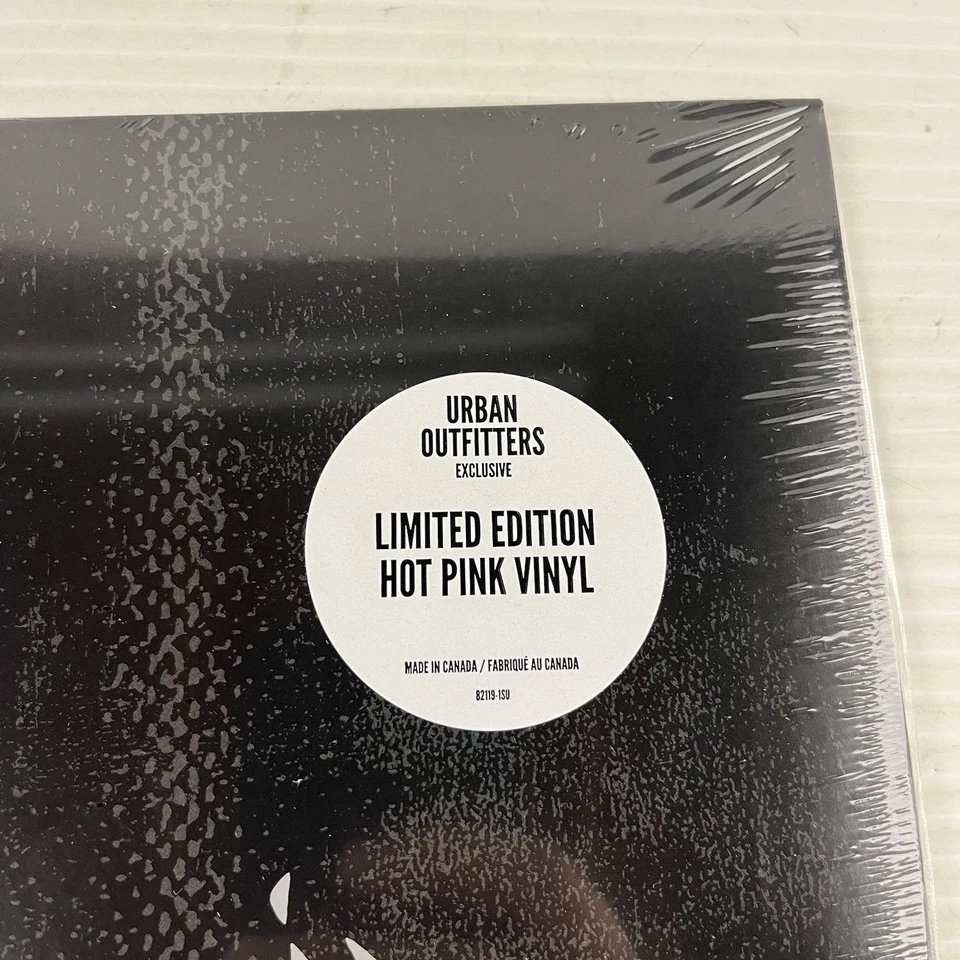 URBAN
OUTFITTERS
EXCLUSIVE
LIMITED EDITION
HOT PINK VINYL
MADE IN CANADA / FABRIQUÉ AU CANADA
82119-1SU